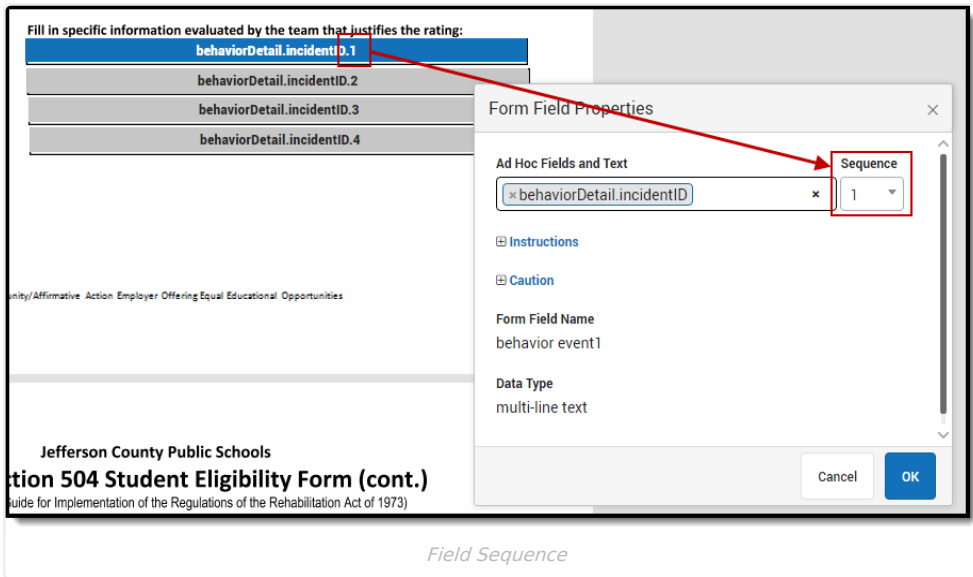 Fill in specific information evaluated by the team that justifies the rating:
behaviorDetail.incidentID.1
behaviorDetail.incidentID.2
behaviorDetail.incidentID.3
behaviorDetail.incidentID.4
Form Field Properties
Ad Hoc Fields and Text
Sequence
behaviorDetail.incidentID
1
Instructions
Caution
Form Field Name
behavior event1
Data Type
multi-line text
Cancel
OK
unity/Affirmative Action Employer Offering Equal Educational Opportunities
Jefferson County Public Schools
ction 504 Student Eligibility Form (cont.)
Guide for Implementation of the Regulations of the Rehabilitation Act of 1973)
Field Sequence